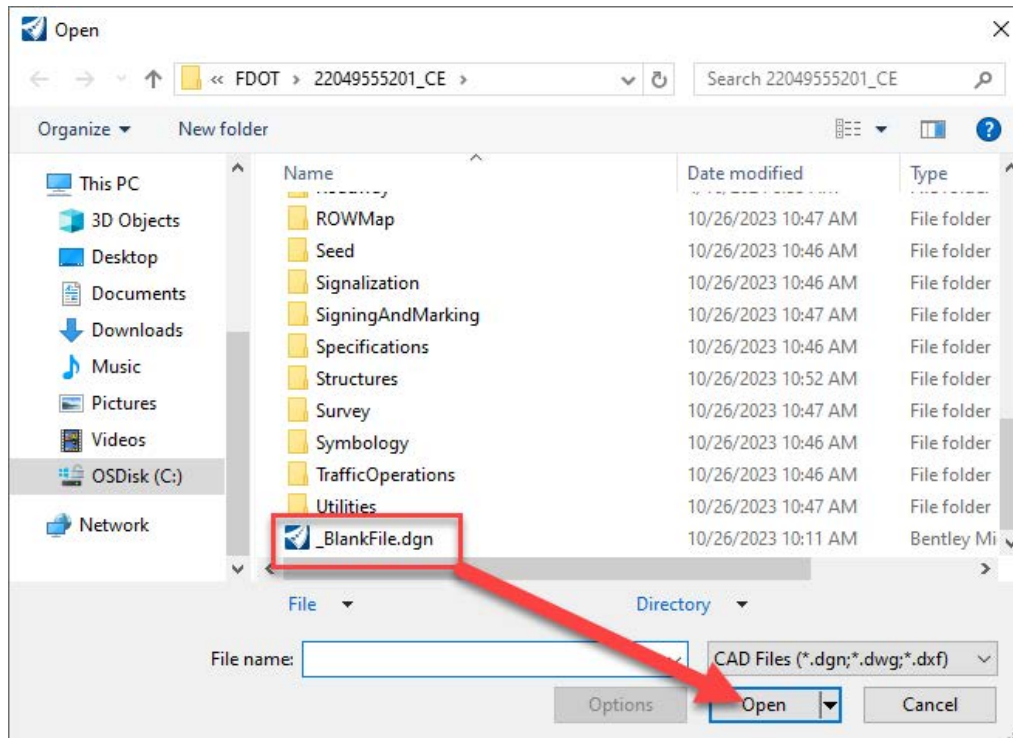 Open
« FDOT › 22049555201_CE ›
Search 22049555201_CE
Organize
New folder
This PC
3D Objects
Desktop
Documents
Downloads
Music
Pictures
Videos
OSDisk (C:)
Network
Name Date modified Type
ROWMap 10/26/2023 10:47 AM File folder
Seed 10/26/2023 10:46 AM File folder
Signalization 10/26/2023 10:46 AM File folder
SigningAndMarking 10/26/2023 10:47 AM File folder
Specifications 10/26/2023 10:46 AM File folder
Structures 10/26/2023 10:52 AM File folder
Survey 10/26/2023 10:47 AM File folder
Symbology 10/26/2023 10:46 AM File folder
TrafficOperations 10/26/2023 10:46 AM File folder
Utilities 10/26/2023 10:47 AM File folder
_BlankFile.dgn 10/26/2023 10:11 AM Bentley Mi
File Directory
File name: CAD Files (*.dgn;*.dwg;*.dxf)
Options Open Cancel